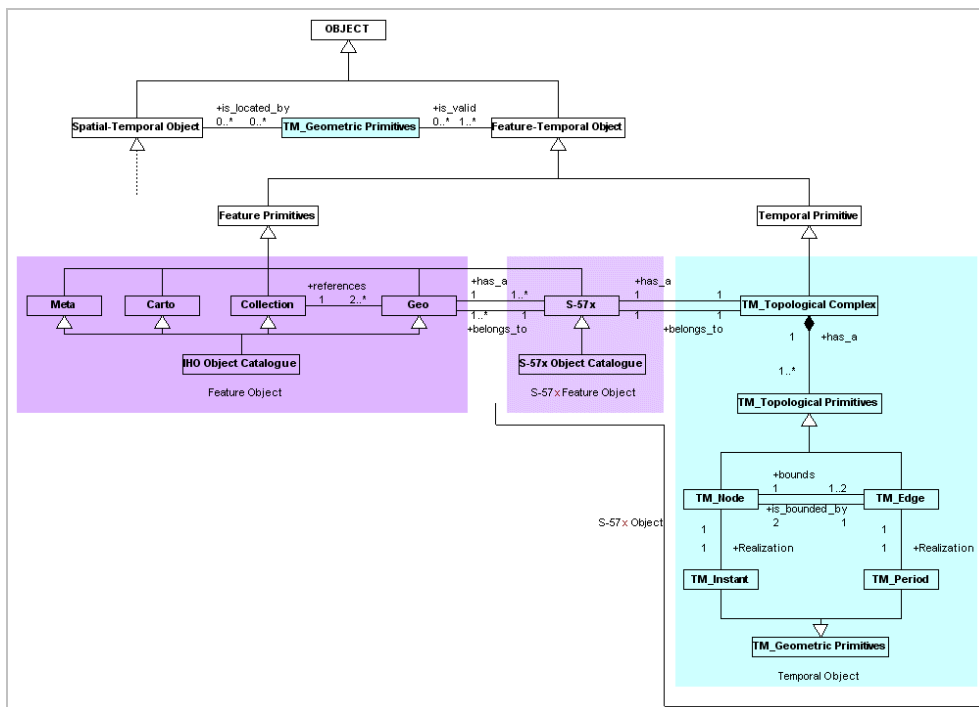 OBJECT
+is_located_by
+is_valid
0..* 0..*
0..* 1..*
Spatial-Temporal Object
TM_Geometric Primitives
Feature-Temporal Object
Feature Primitives
Temporal Primitive
+references
+has_a
+has_a
1 2..*
1 1..*
1 1
Meta
Carto
Collection
Geo
S-57x
TM_Topological Complex
1..* 1
1 1
+belongs_to
+belongs_to
1 +has_a
IHO Object Catalogue
S-57x Object Catalogue
1..*
Feature Object
S-57x Feature Object
TM_Topological Primitives
+bounds
1 1..2
TM_Node
TM_Edge
+is_bounded_by
2 1
S-57x Object
1
1
1 +Realization
1 +Realization
TM_Instant
TM_Period
TM_Geometric Primitives
Temporal Object